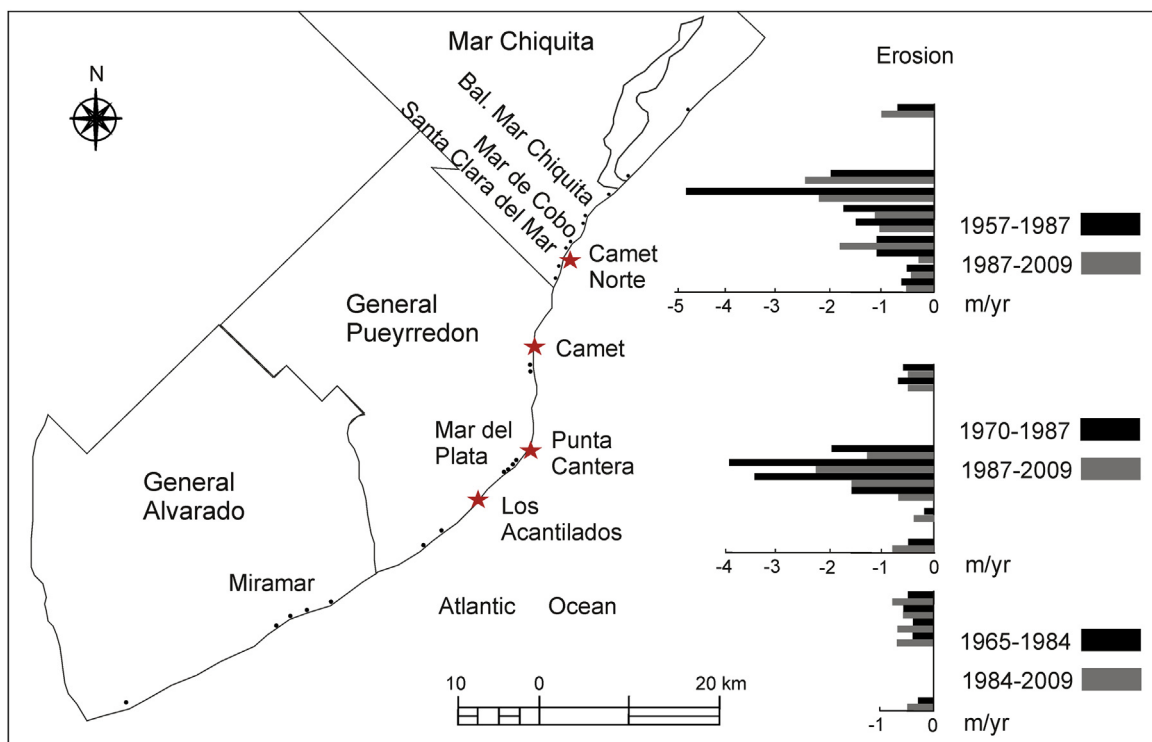 Mar Chiquita
Erosion
N
Bal. Mar Chiquita
Mar de Cobo
Santa Clara del Mar
Camet
Norte
1957-1987
1987-2009
-5 -4 -3 -2 -1 0 m/yr
General
Pueyrredon
Camet
Mar del
Plata
Punta
Cantera
1970-1987
1987-2009
General
Alvarado
Los
Acantilados
-4 -3 -2 -1 0 m/yr
Miramar
Atlantic Ocean
1965-1984
1984-2009
10 0 20 km
-1 0 m/yr